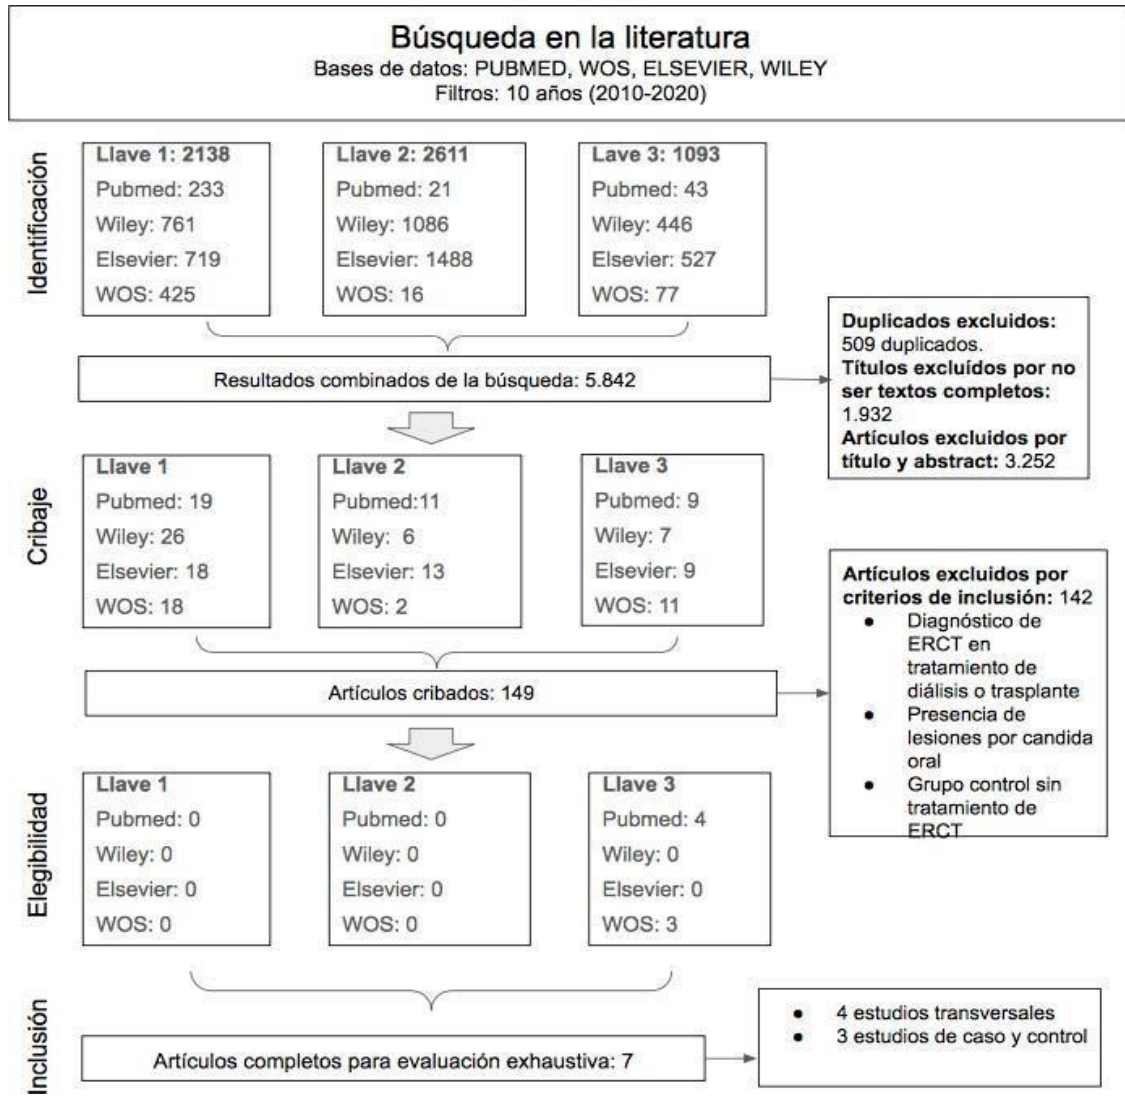 Búsqueda en la literatura
Bases de datos: PUBMED, WOS, ELSEVIER, WILEY
Filtros: 10 años (2010-2020)
Identificación
Llave 1: 2138
Pubmed: 233
Wiley: 761
Elsevier: 719
WOS: 425
Llave 2: 2611
Pubmed: 21
Wiley: 1086
Elsevier: 1488
WOS: 16
Lave 3: 1093
Pubmed: 43
Wiley: 446
Elsevier: 527
WOS: 77
Resultados combinados de la búsqueda: 5.842
Duplicados excluidos:
509 duplicados.
Títulos excluídos por no
ser textos completos:
1.932
Artículos excluidos por
título y abstract: 3.252
Cribaje
Llave 1
Pubmed: 19
Wiley: 26
Elsevier: 18
WOS: 18
Llave 2
Pubmed:11
Wiley: 6
Elsevier: 13
WOS: 2
Llave 3
Pubmed: 9
Wiley: 7
Elsevier: 9
WOS: 11
Artículos cribados: 149
Artículos excluidos por
criterios de inclusión: 142
● Diagnóstico de
ERCT en
tratamiento de
diálisis o trasplante
● Presencia de
lesiones por candida
oral
● Grupo control sin
tratamiento de
ERCT
Elegibilidad
Llave 1
Pubmed: 0
Wiley: 0
Elsevier: 0
WOS: 0
Llave 2
Pubmed: 0
Wiley: 0
Elsevier: 0
WOS: 0
Llave 3
Pubmed: 4
Wiley: 0
Elsevier: 0
WOS: 3
Inclusión
Artículos completos para evaluación exhaustiva: 7
● 4 estudios transversales
● 3 estudios de caso y control